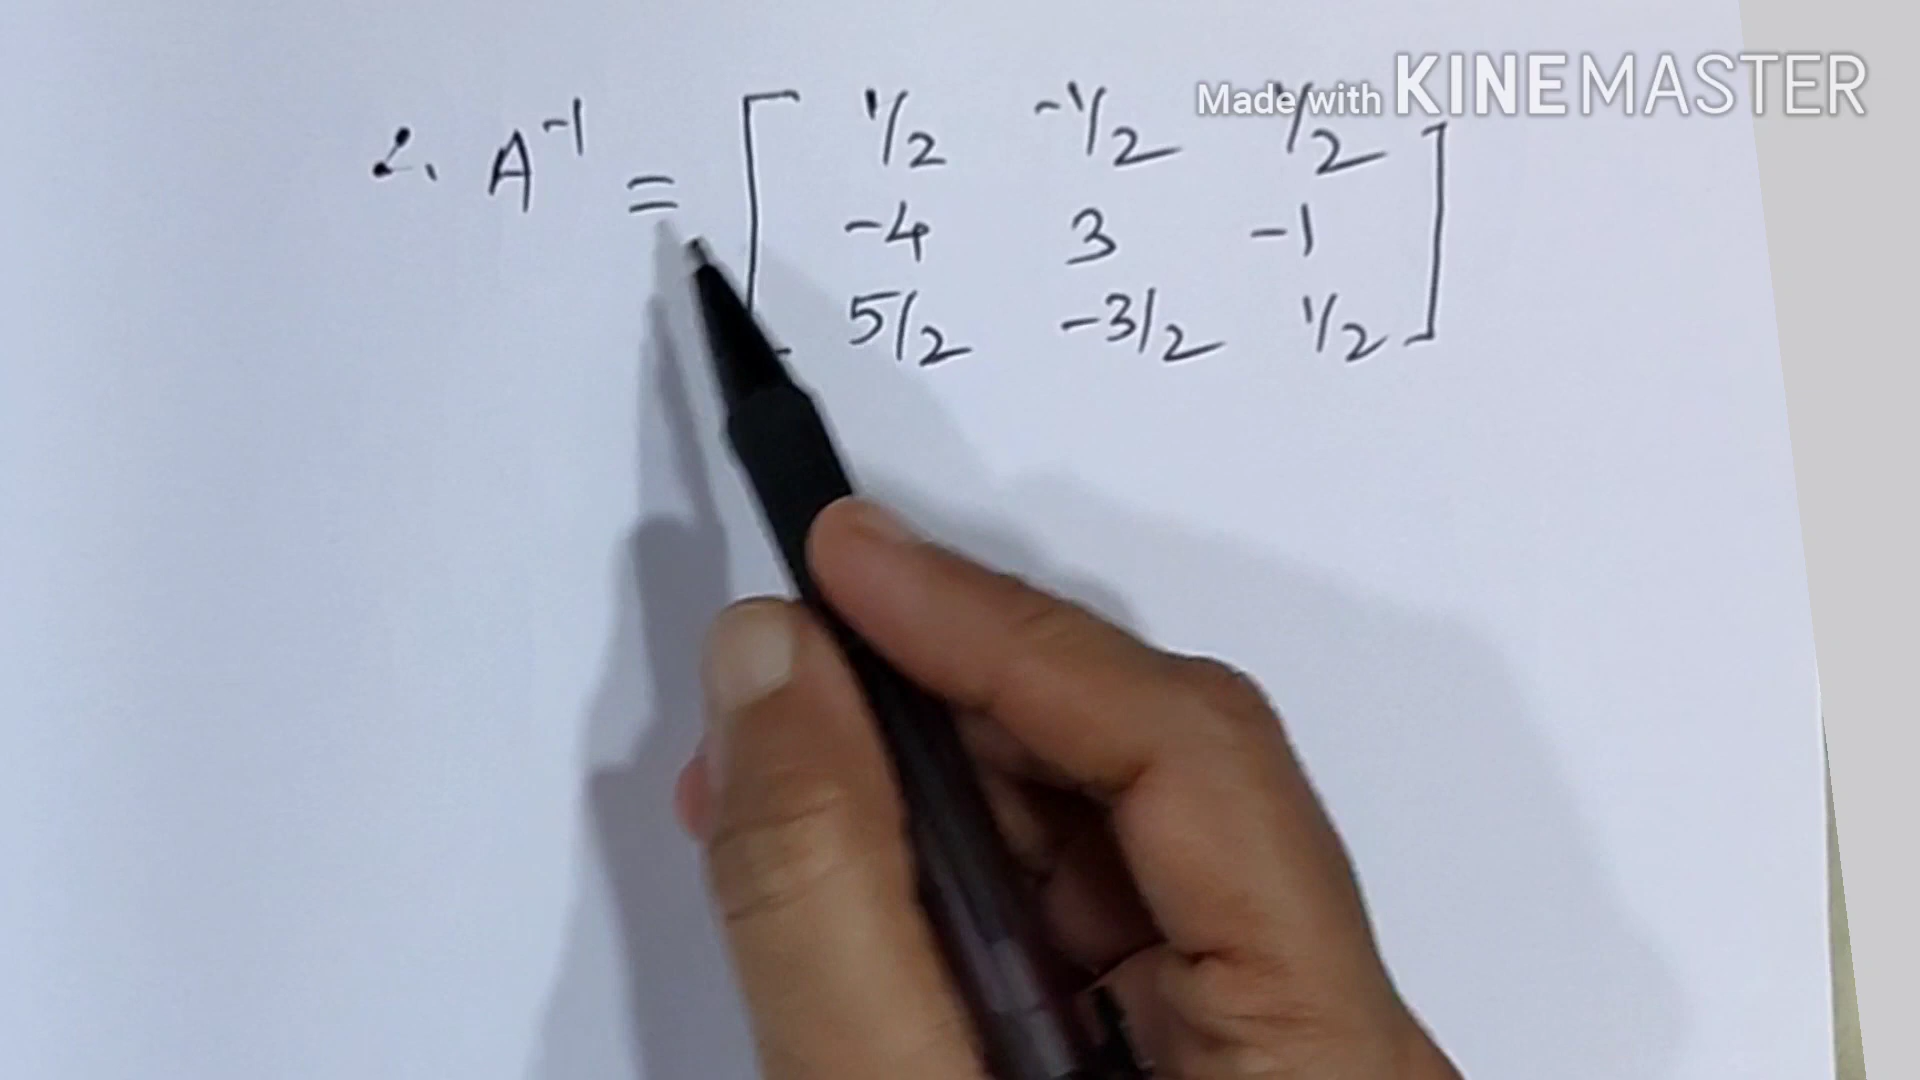 Made with KINEMASTER
∴ A⁻¹ = [ 1/2 -1/2 1/2
-4 3 -1
5/2 -3/2 1/2 ]